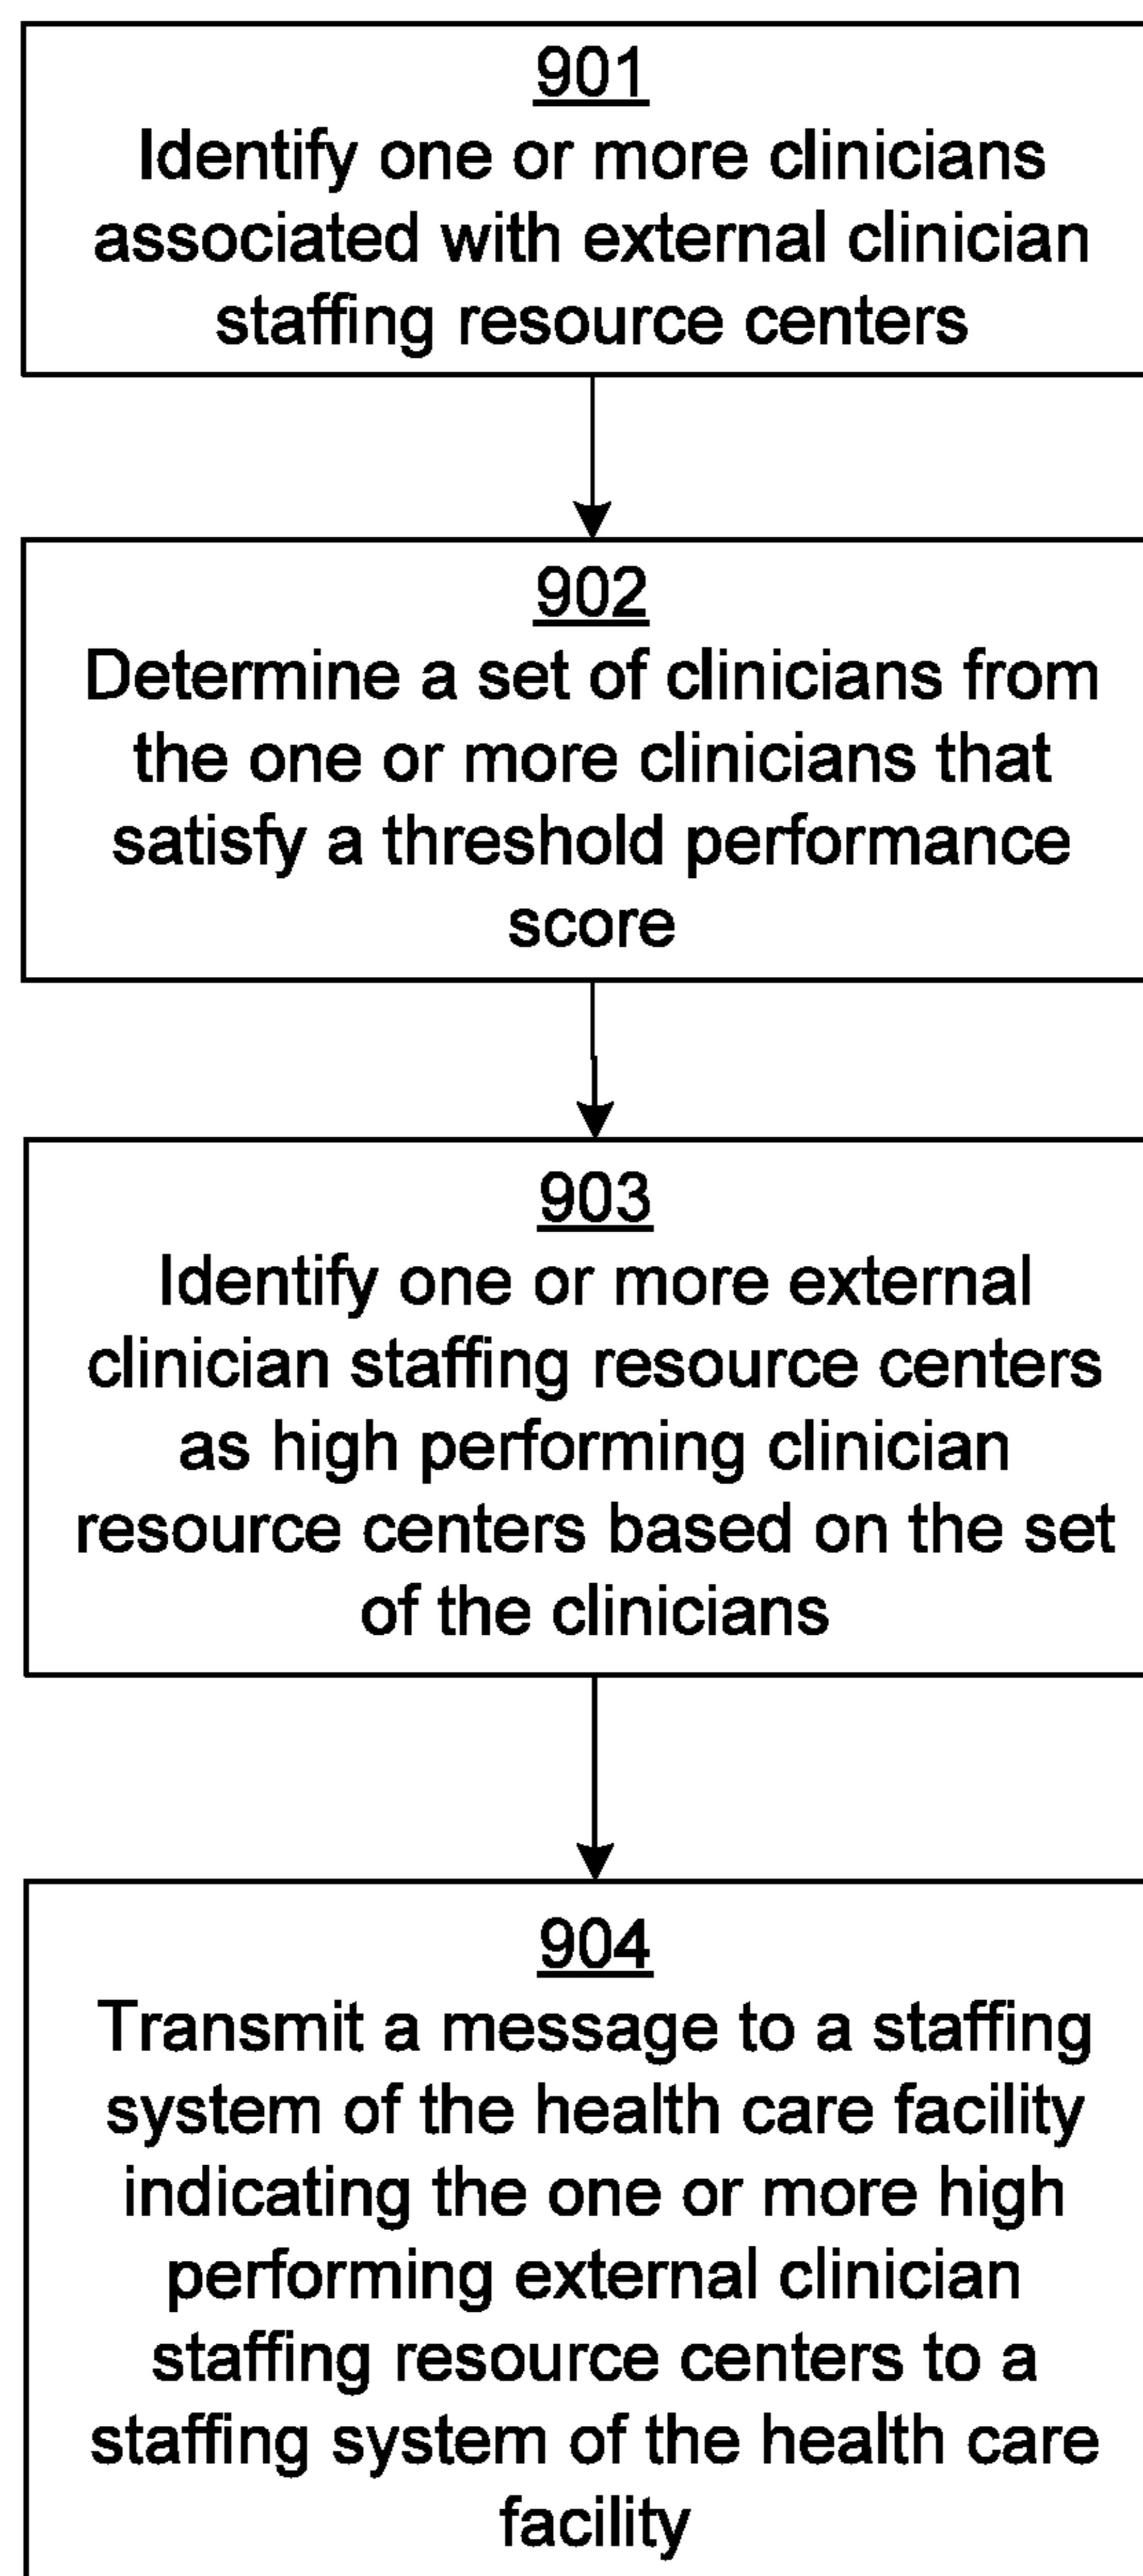 901
Identify one or more clinicians
associated with external clinician
staffing resource centers
902
Determine a set of clinicians from
the one or more clinicians that
satisfy a threshold performance
score
903
Identify one or more external
clinician staffing resource centers
as high performing clinician
resource centers based on the set
of the clinicians
904
Transmit a message to a staffing
system of the health care facility
indicating the one or more high
performing external clinician
staffing resource centers to a
staffing system of the health care
facility